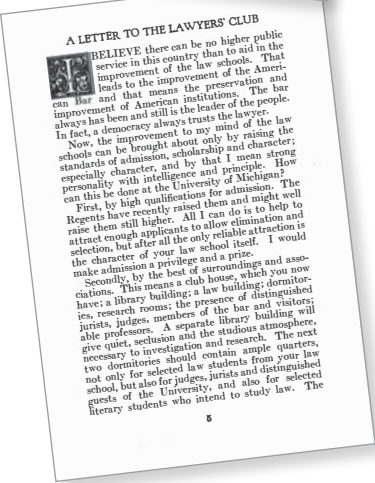 A LETTER TO THE LAWYERS' CLUB
I BELIEVE there can be no higher public
service in this country than to aid in the
improvement of the law schools. That
leads to the improvement of the Ameri-
can Bar and that means the preservation and
improvement of American institutions. The bar
always has been and still is the leader of the people.
In fact, a democracy always trusts the lawyer.
Now, the improvement to my mind of the law
schools can be brought about only by raising the
standards of admission, scholarship and character;
especially character, and by that I mean strong
personality with intelligence and principle. How
can this be done at the University of Michigan?
First, by high qualifications for admission. The
Regents have recently raised them and might well
raise them still higher. All I can do is to help to
attract enough applicants to allow elimination and
selection, but after all the only reliable attraction is
the character of your law school itself. I would
make admission a privilege and a prize.
Secondly, by the best of surroundings and asso-
ciations. This means a club house, which you now
have; a library building; a law building; dormitor-
ies, research rooms; the presence of distinguished
jurists, judges, members of the bar and visitors;
able professors. A separate library building will
give quiet, seclusion and the studious atmosphere,
necessary to investigation and research. The next
two dormitories should contain ample quarters,
not only for selected law students from your law
school, but also for judges, jurists and distinguished
guests of the University, and also for selected
literary students who intend to study law. The
5